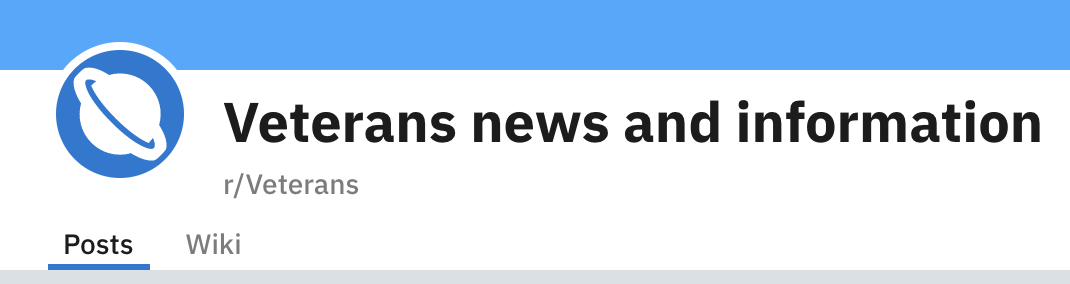 Veterans news and information
r/Veterans
Posts Wiki